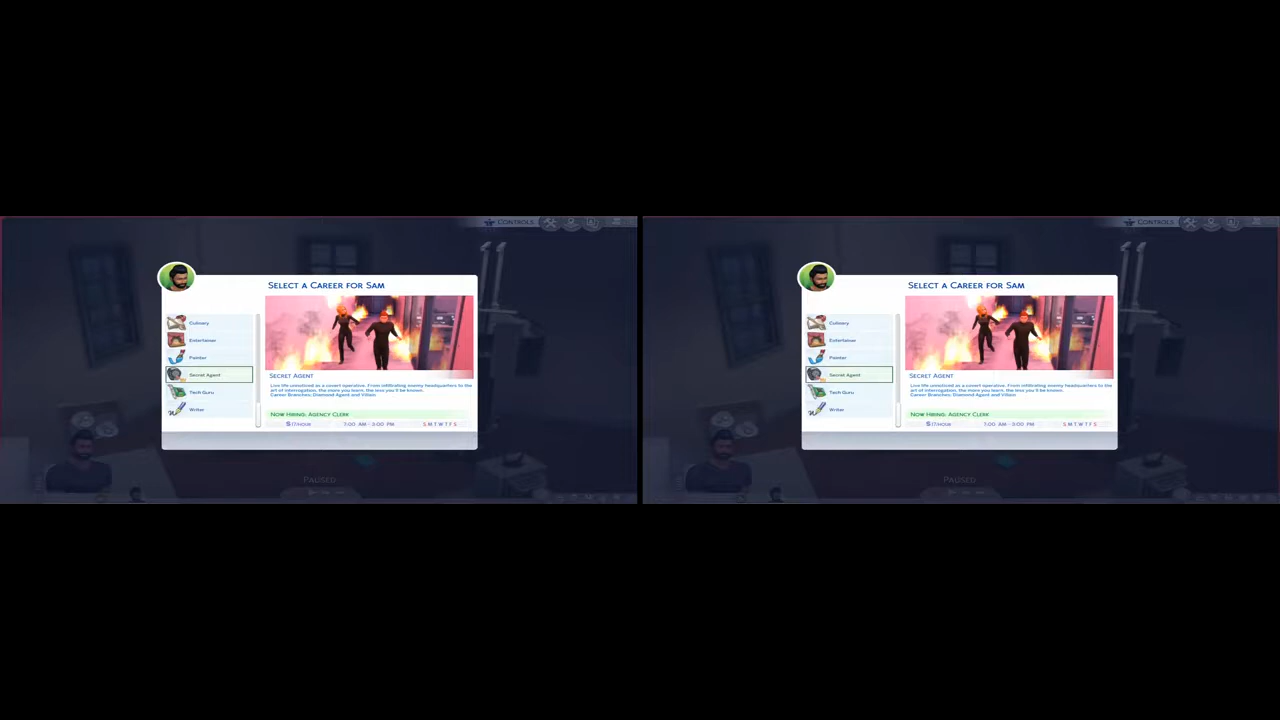 CONTROLS
SELECT A CAREER FOR SAM
Culinary
Entertainer
Painter
Secret Agent
Tech Guru
Writer
SECRET AGENT
Live life unnoticed as a covert operative. From infiltrating enemy headquarters to the
art of interrogation, the more you learn, the less you'll be known.
Career Branches: Diamond Agent and Villain
NOW HIRING: AGENCY CLERK
$17/HOUR 7:00 AM - 3:00 PM S M T W T F S
PAUSED
CONTROLS
SELECT A CAREER FOR SAM
Culinary
Entertainer
Painter
Secret Agent
Tech Guru
Writer
SECRET AGENT
Live life unnoticed as a covert operative. From infiltrating enemy headquarters to the
art of interrogation, the more you learn, the less you'll be known.
Career Branches: Diamond Agent and Villain
NOW HIRING: AGENCY CLERK
$17/HOUR 7:00 AM - 3:00 PM S M T W T F S
PAUSED